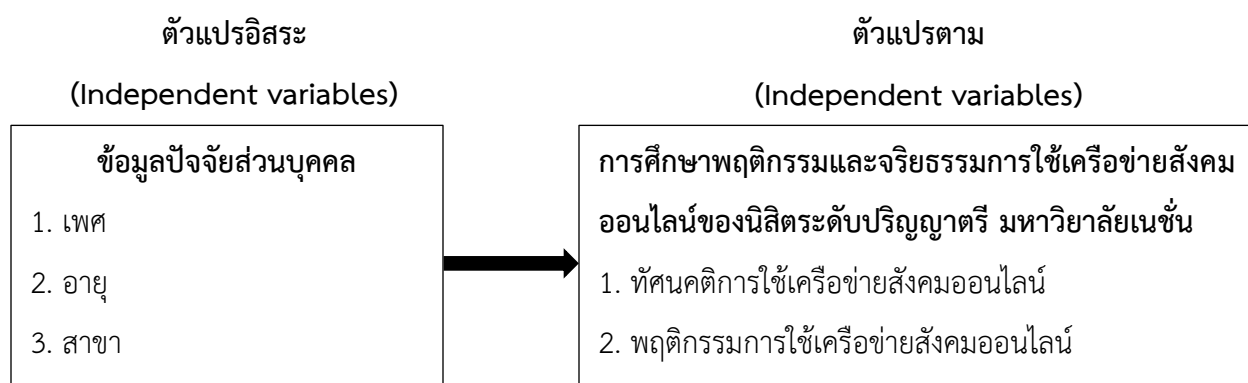 ตัวแปรอิสระ
(Independent variables)
ข้อมูลปัจจัยส่วนบุคคล
1. เพศ
2. อายุ
3. สาขา
ตัวแปรตาม
(Independent variables)
การศึกษาพฤติกรรมและจริยธรรมการใช้เครือข่ายสังคม
ออนไลน์ของนิสิตระดับปริญญาตรี มหาวิยาลัยเนชั่น
1. ทัศนคติการใช้เครือข่ายสังคมออนไลน์
2. พฤติกรรมการใช้เครือข่ายสังคมออนไลน์